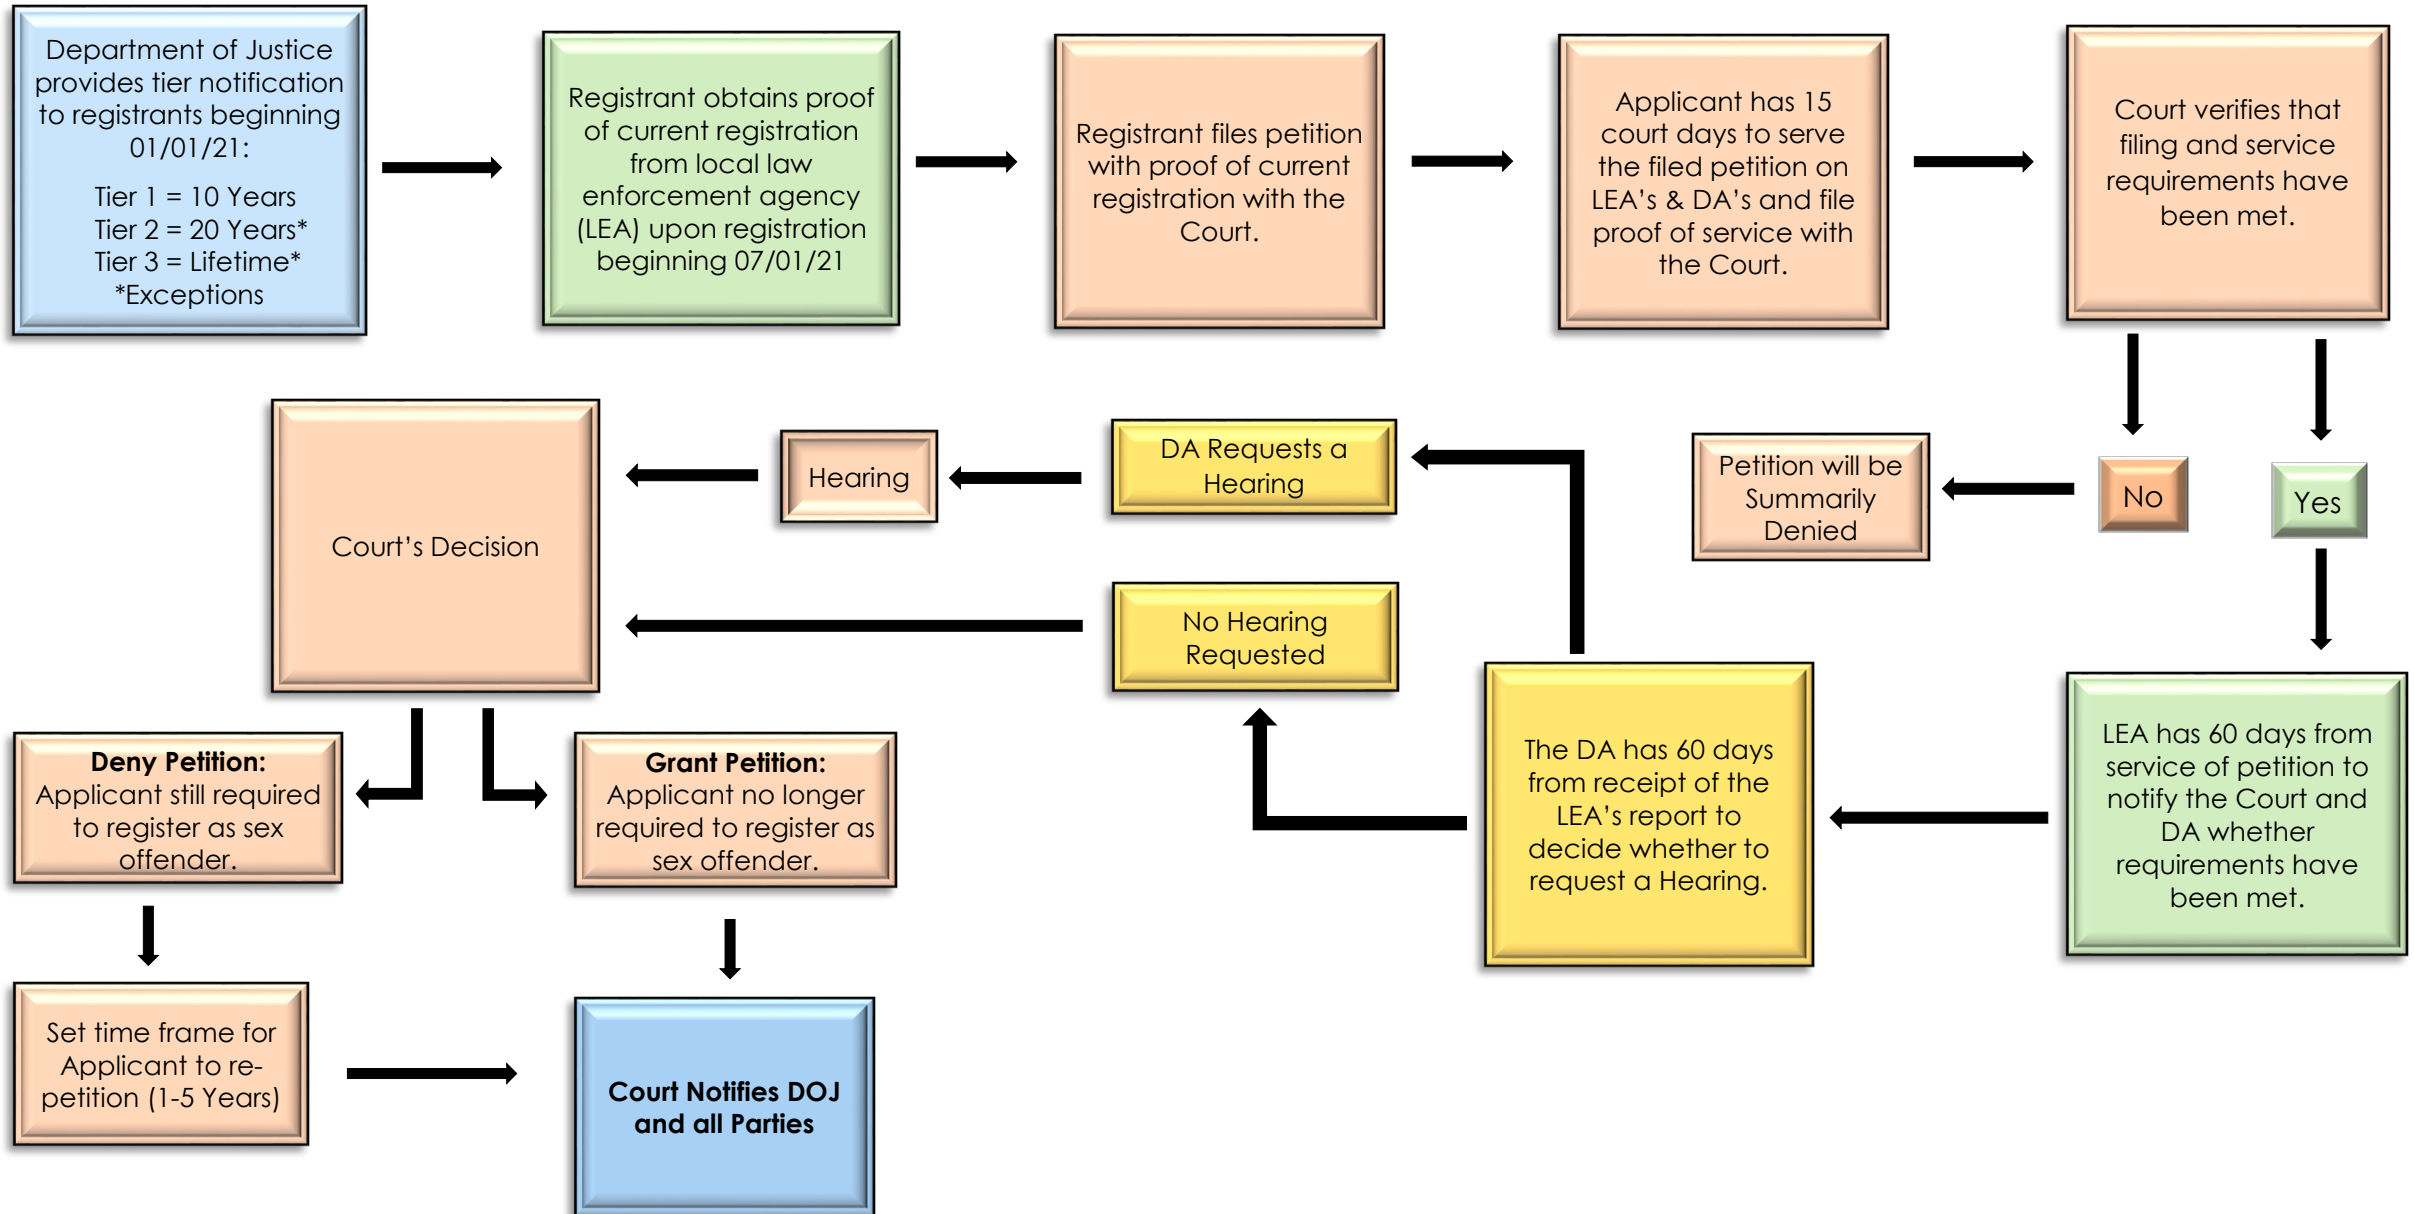 Department of Justice
provides tier notification
to registrants beginning
01/01/21:
Tier 1 = 10 Years
Tier 2 = 20 Years*
Tier 3 = Lifetime*
*Exceptions
Registrant obtains proof
of current registration
from local law
enforcement agency
(LEA) upon registration
beginning 07/01/21
Registrant files petition
with proof of current
registration with the
Court.
Applicant has 15
court days to serve
the filed petition on
LEA’s & DA’s and file
proof of service with
the Court.
Court verifies that
filing and service
requirements have
been met.
No
Yes
Petition will be
Summarily
Denied
LEA has 60 days from
service of petition to
notify the Court and
DA whether
requirements have
been met.
The DA has 60 days
from receipt of the
LEA’s report to
decide whether to
request a Hearing.
DA Requests a
Hearing
No Hearing
Requested
Hearing
Court’s Decision
Deny Petition:
Applicant still required
to register as sex
offender.
Grant Petition:
Applicant no longer
required to register as
sex offender.
Set time frame for
Applicant to re-
petition (1-5 Years)
Court Notifies DOJ
and all Parties